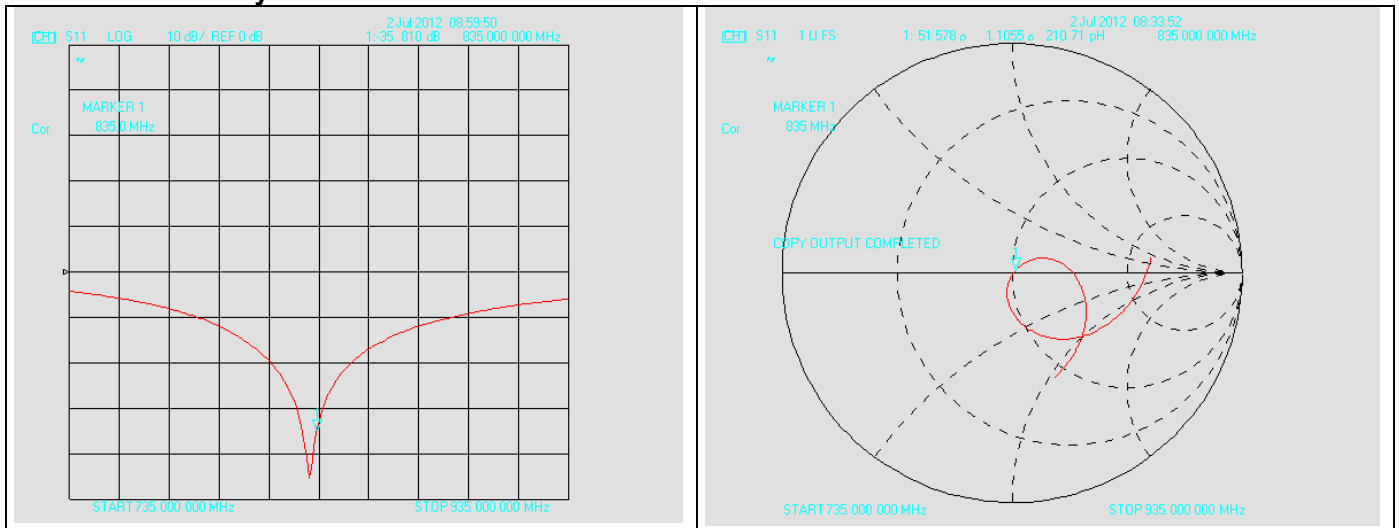 2 Jul 2012 08:59:50
CH1 S11 LOG 10 dB/ REF 0 dB 1:-35.810 dB 835.000 000 MHz
MARKER 1
835.0 MHz
Cor
1
START 735.000 000 MHz STOP 935.000 000 MHz
2 Jul 2012 08:33:52
CH1 S11 1 U FS 1: 51.578 o 1.1055 o 210.71 pH 835.000 000 MHz
MARKER 1
835 MHz
Cor
COPY OUTPUT COMPLETED
1
START 735.000 000 MHz STOP 935.000 000 MHz